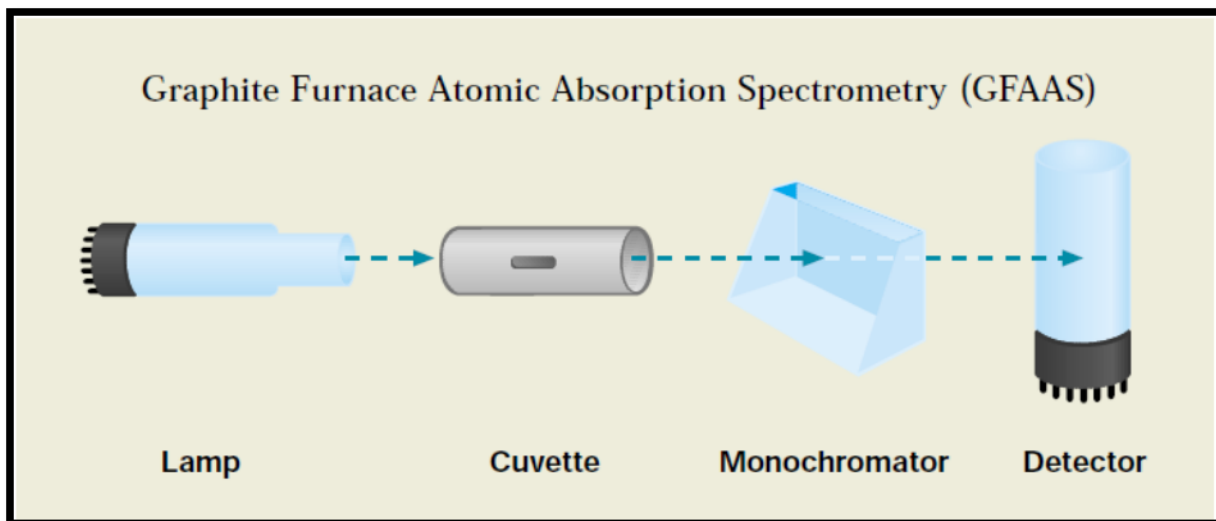 Graphite Furnace Atomic Absorption Spectrometry (GFAAS)
Lamp
Cuvette
Monochromator
Detector